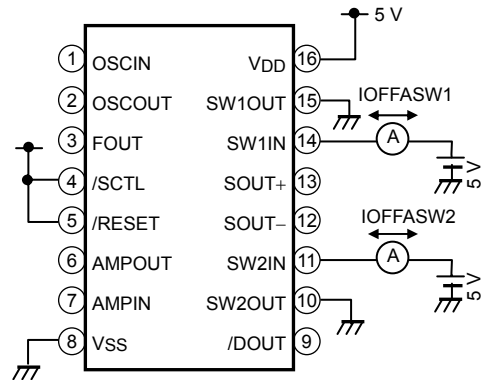 5 V
1 OSCIN VDD 16
2 OSCOUT SW1OUT 15
IOFFASW1
3 FOUT SW1IN 14 A
4 /SCTL SOUT+ 13
5 V
5 /RESET SOUT− 12
IOFFASW2
6 AMPOUT SW2IN 11 A
7 AMPIN SW2OUT 10
5 V
8 VSS /DOUT 9